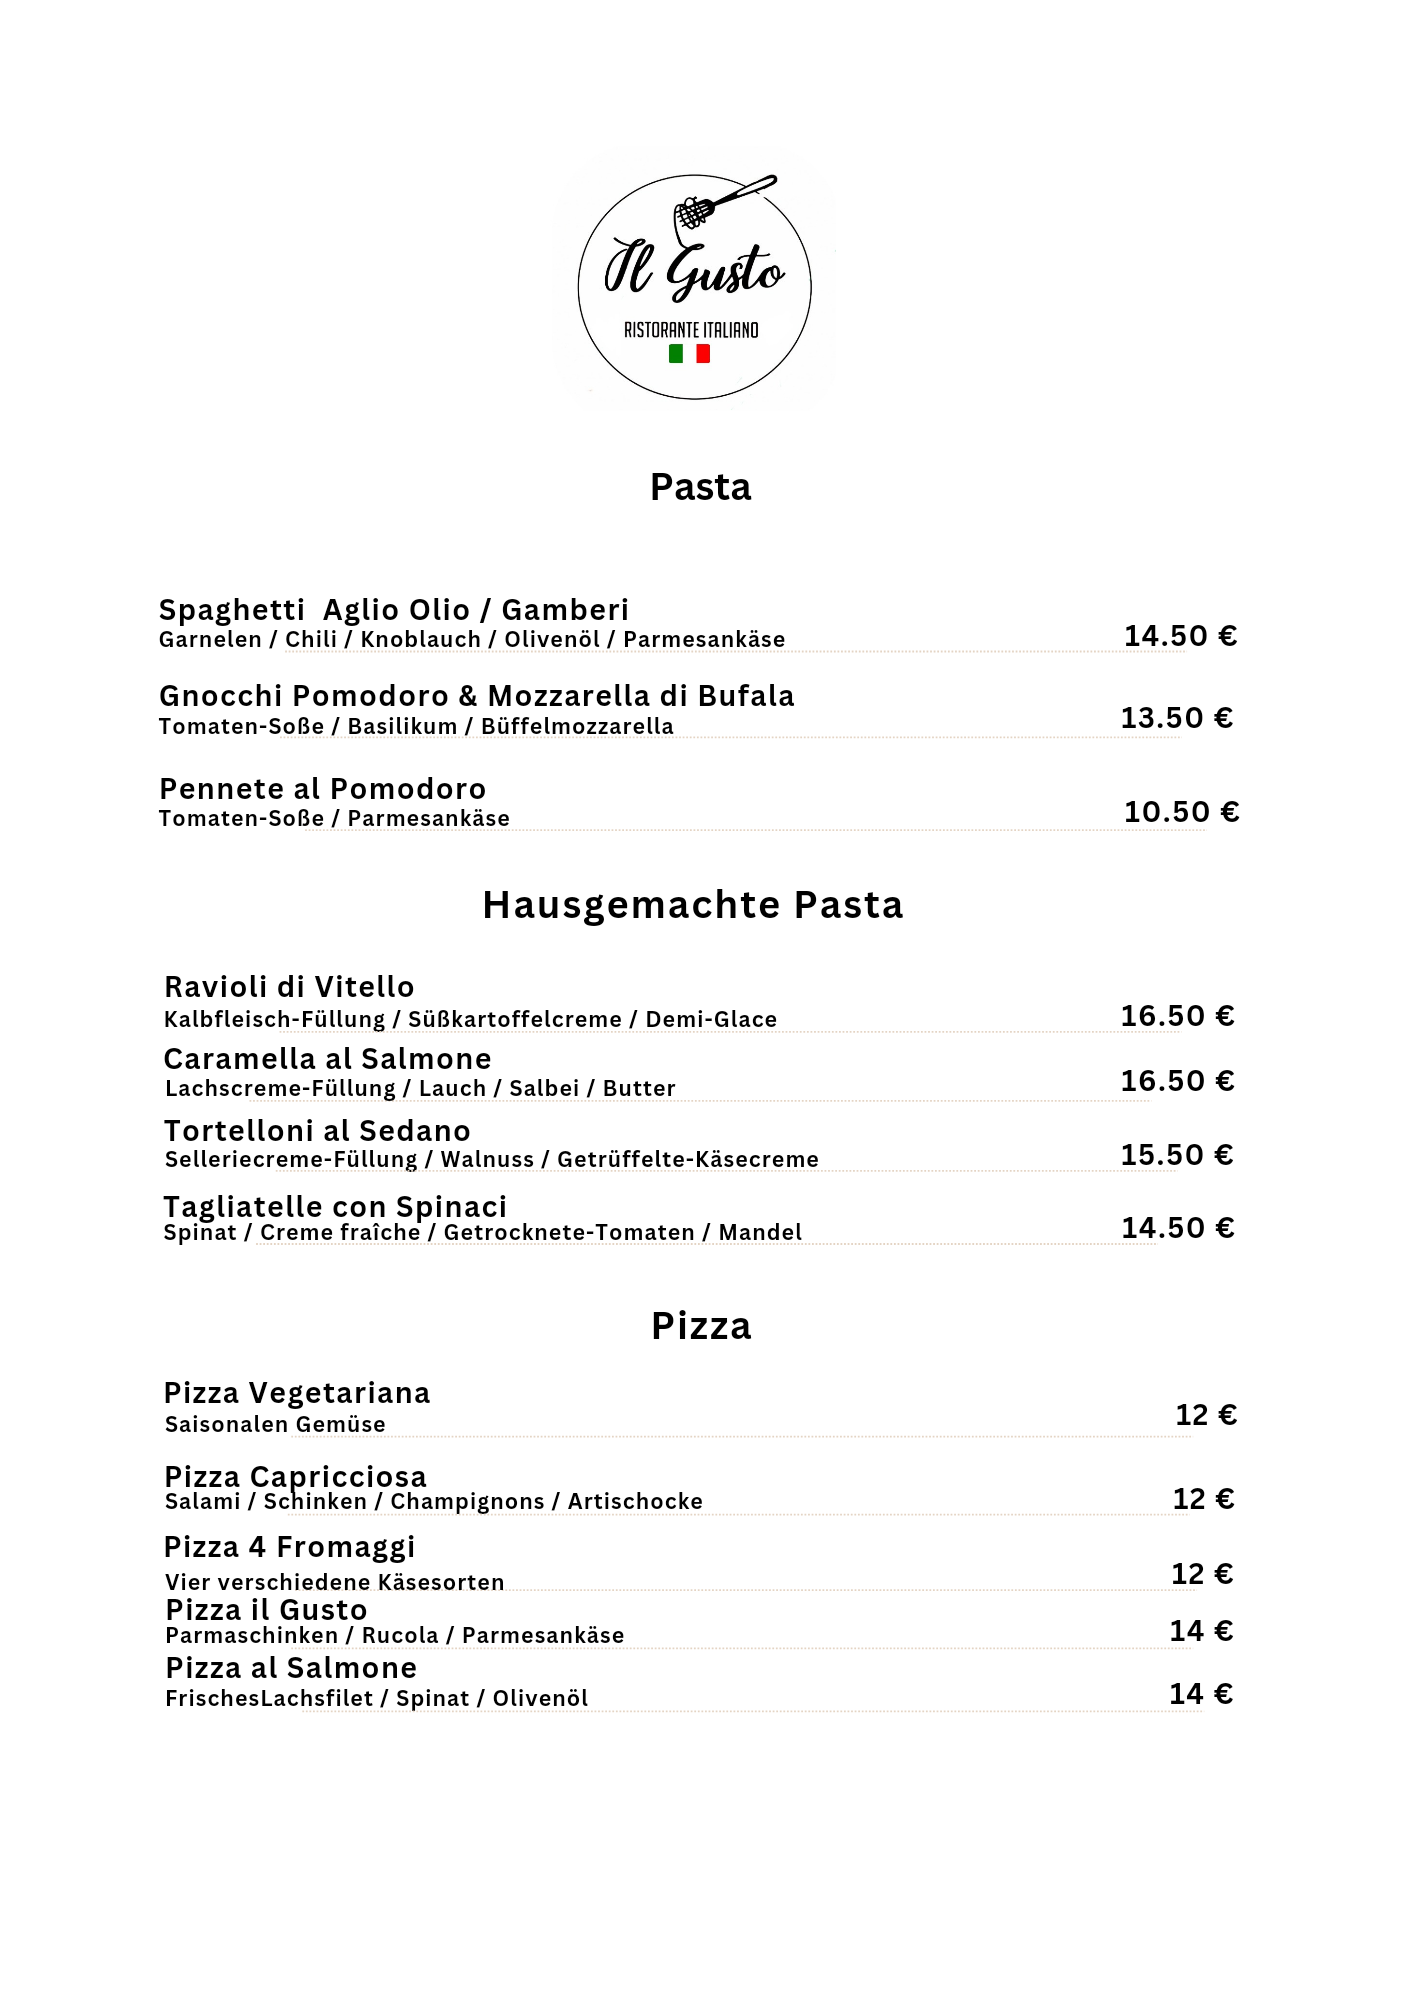 Il Gusto
RISTORANTE ITALIANO
Pasta
Spaghetti  Aglio Olio / Gamberi
Garnelen / Chili / Knoblauch / Olivenöl / Parmesankäse
14.50 €
Gnocchi Pomodoro & Mozzarella di Bufala
Tomaten-Soße / Basilikum / Büffelmozzarella
13.50 €
Pennete al Pomodoro
Tomaten-Soße / Parmesankäse
10.50 €
Hausgemachte Pasta
Ravioli di Vitello
Kalbfleisch-Füllung / Süßkartoffelcreme / Demi-Glace
16.50 €
Caramella al Salmone
Lachscreme-Füllung / Lauch / Salbei / Butter
16.50 €
Tortelloni al Sedano
Selleriecreme-Füllung / Walnuss / Getrüffelte-Käsecreme
15.50 €
Tagliatelle con Spinaci
Spinat / Creme fraîche / Getrocknete-Tomaten / Mandel
14.50 €
Pizza
Pizza Vegetariana
Saisonalen Gemüse
12 €
Pizza Capricciosa
Salami / Schinken / Champignons / Artischocke
12 €
Pizza 4 Fromaggi
Vier verschiedene Käsesorten
12 €
Pizza il Gusto
Parmaschinken / Rucola / Parmesankäse
14 €
Pizza al Salmone
FrischesLachsfilet / Spinat / Olivenöl
14 €